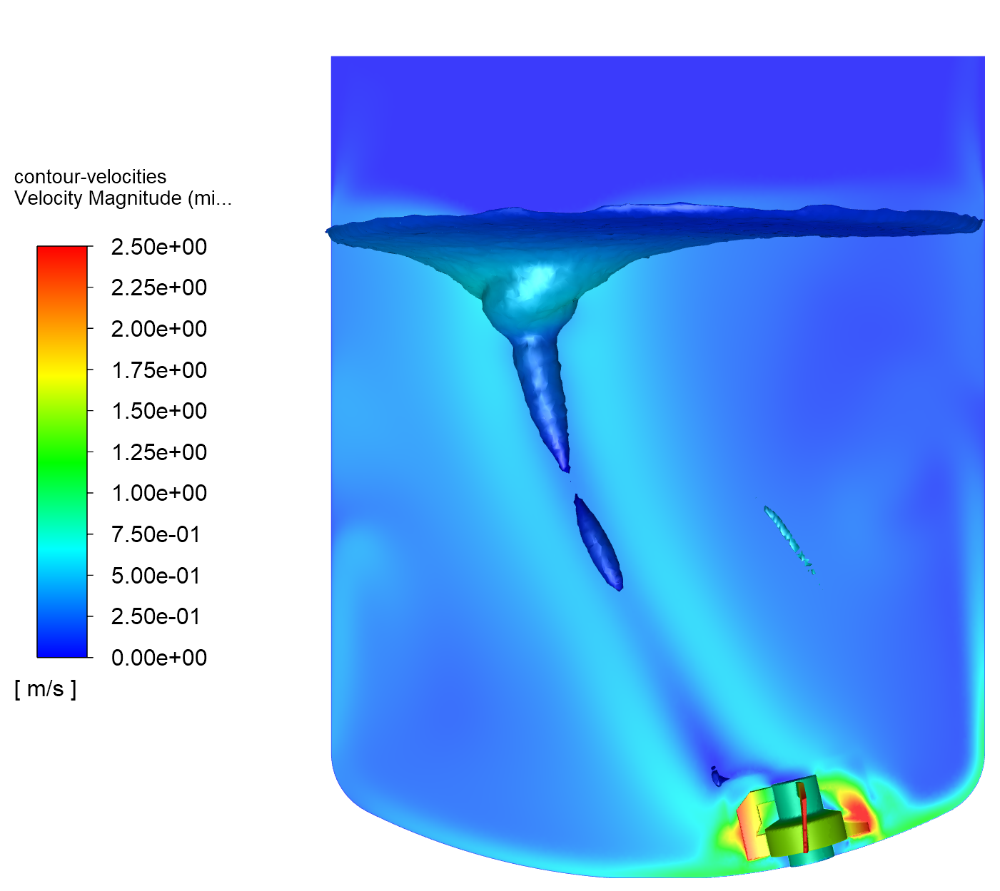 contour-velocities
Velocity Magnitude (mi...
2.50e+00
2.25e+00
2.00e+00
1.75e+00
1.50e+00
1.25e+00
1.00e+00
7.50e-01
5.00e-01
2.50e-01
0.00e+00
[ m/s ]